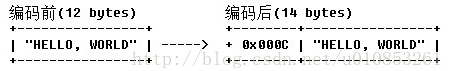 编码前(12 bytes)          编码后(14 bytes)
+----------------+      +--------+----------------+
| "HELLO, WORLD" | ----->  + 0x000C | "HELLO, WORLD" |
+----------------+      +--------+----------------+